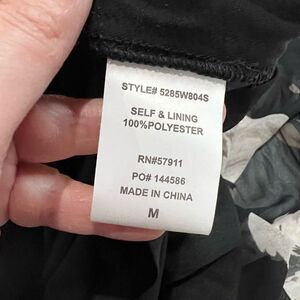 STYLE# 5285W804S
SELF & LINING
100%POLYESTER
RN#57911
PO# 144586
MADE IN CHINA
M